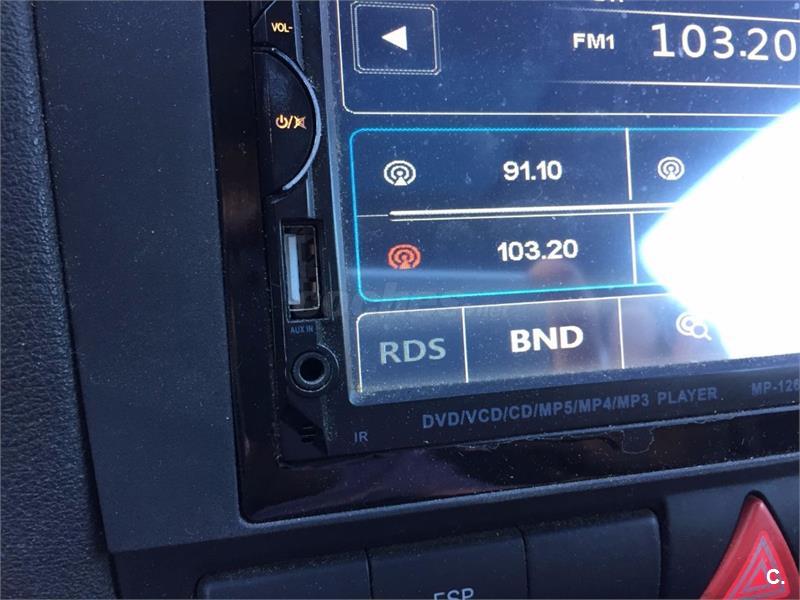 VOL-
FM1
103.20
91.10
103.20
AUX IN
RDS
BND
DVD/VCD/CD/MP5/MP4/MP3 PLAYER
IR
ESP
C.